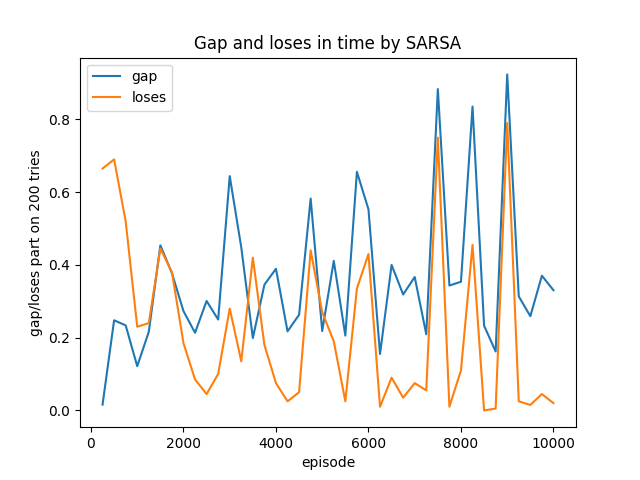 Gap and loses in time by SARSA
gap
loses
gap/loses part on 200 tries
0.8
0.6
0.4
0.2
0.0
0
2000
4000
6000
8000
10000
episode